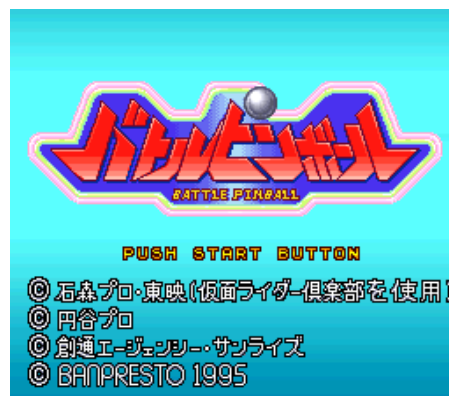 バトルピンボール
BATTLE PINBALL
PUSH START BUTTON
© 石森プロ・東映(仮面ライダー倶楽部を使用)
© 円谷プロ
© 創通エージェンシー・サンライズ
© BANPRESTO 1995